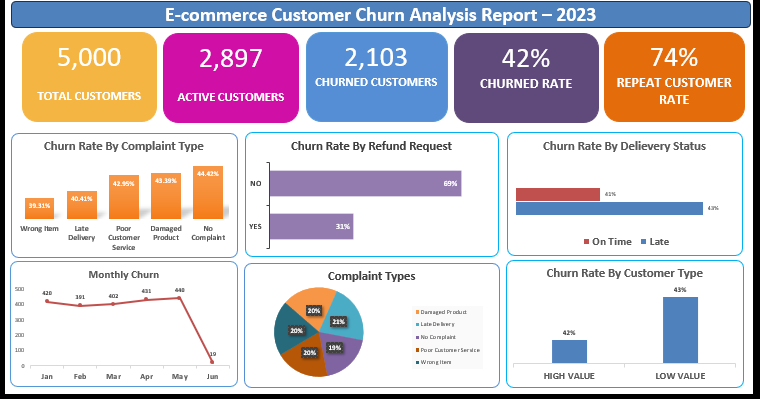 E-commerce Customer Churn Analysis Report – 2023
5,000
TOTAL CUSTOMERS
2,897
ACTIVE CUSTOMERS
2,103
CHURNED CUSTOMERS
42%
CHURNED RATE
74%
REPEAT CUSTOMER
RATE
Churn Rate By Complaint Type
39.31%
40.41%
42.95%
43.39%
44.42%
Wrong Item
Late
Delivery
Poor
Customer
Service
Damaged
Product
No
Complaint
Churn Rate By Refund Request
NO
69%
YES
31%
Churn Rate By Delievery Status
41%
43%
On Time
Late
Monthly Churn
500
400
300
200
100
0
420
391
402
431
440
19
Jan
Feb
Mar
Apr
May
Jun
Complaint Types
20%
21%
19%
20%
20%
Damaged Product
Late Delivery
No Complaint
Poor Customer Service
Wrong Item
Churn Rate By Customer Type
42%
43%
HIGH VALUE
LOW VALUE